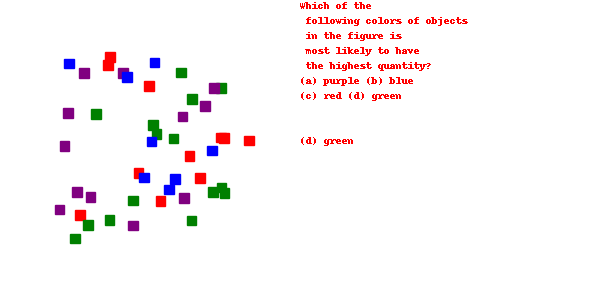 Which of the
following colors of objects
in the figure is
most likely to have
the highest quantity?
(a) purple (b) blue
(c) red (d) green
(d) green